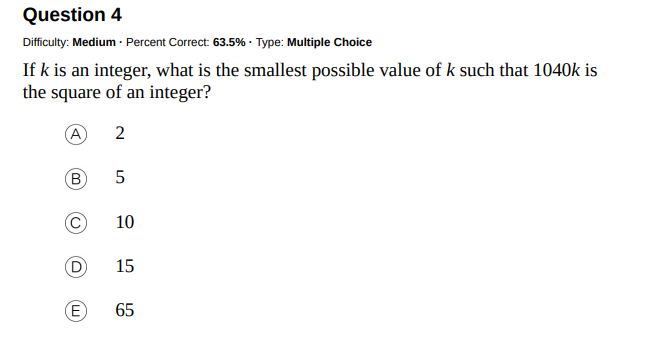 Question 4
Difficulty: Medium · Percent Correct: 63.5% · Type: Multiple Choice
If k is an integer, what is the smallest possible value of k such that 1040k is
the square of an integer?
A 2
B 5
C 10
D 15
E 65